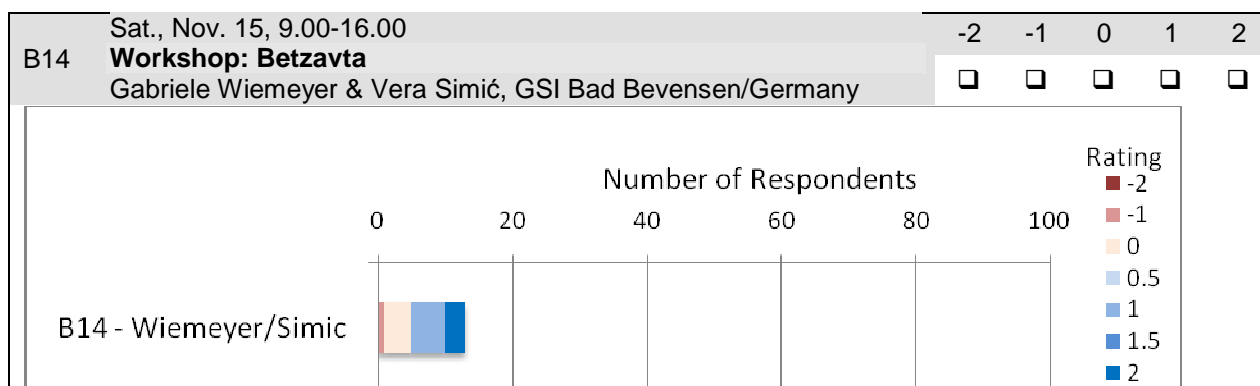 Sat., Nov. 15, 9.00-16.00 -2 -1 0 1 2
B14 Workshop: Betzavta
Gabriele Wiemeyer & Vera Simić, GSI Bad Bevensen/Germany ❑ ❑ ❑ ❑ ❑
Number of Respondents
0 20 40 60 80 100
B14 - Wiemeyer/Simic
Rating
-2
-1
0
0.5
1
1.5
2